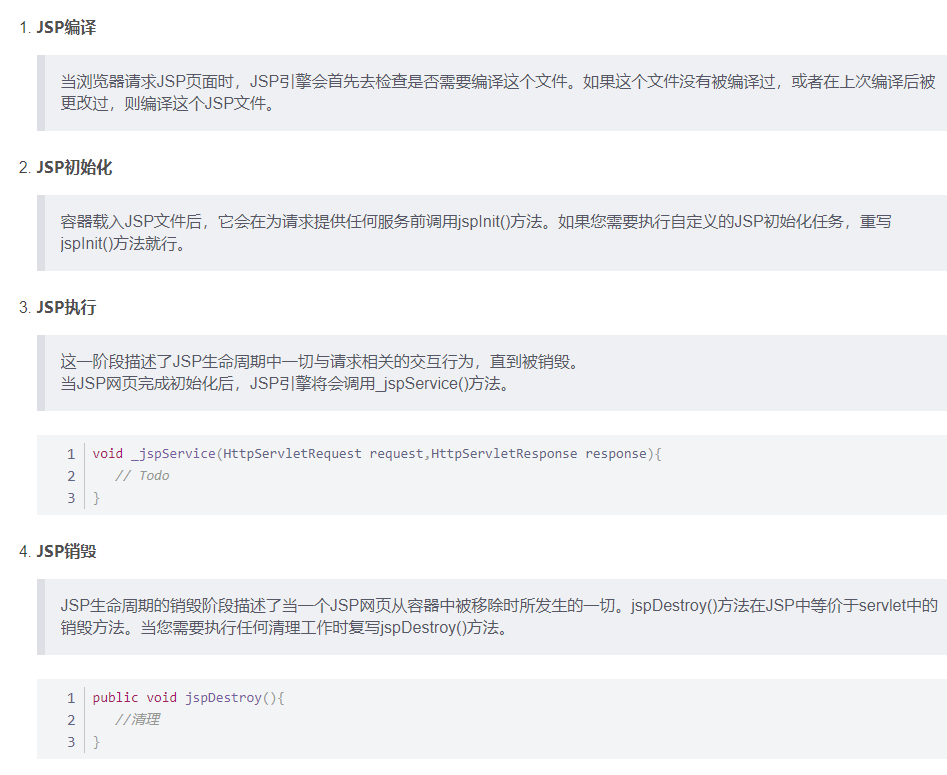 1. JSP编译
当浏览器请求JSP页面时，JSP引擎会首先去检查是否需要编译这个文件。如果这个文件没有被编译过，或者在上次编译后被
更改过，则编译这个JSP文件。
2. JSP初始化
容器载入JSP文件后，它会在为请求提供任何服务前调用jspInit()方法。如果您需要执行自定义的JSP初始化任务，重写
jspInit()方法就行。
3. JSP执行
这一阶段描述了JSP生命周期中一切与请求相关的交互行为，直到被销毁。
当JSP网页完成初始化后，JSP引擎将会调用_jspService()方法。
1 void _jspService(HttpServletRequest request,HttpServletResponse response){
2 // Todo
3 }
4. JSP销毁
JSP生命周期的销毁阶段描述了当一个JSP网页从容器中被移除时所发生的一切。jspDestroy()方法在JSP中等价于servlet中的
销毁方法。当您需要执行任何清理工作时复写jspDestroy()方法。
1 public void jspDestroy(){
2 //清理
3 }